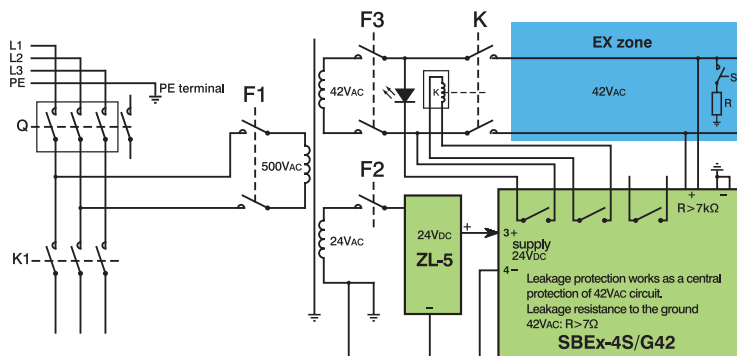 L1
L2
L3
PE
PE terminal
Q
K1
F1
500VAC
F3
K
42VAC
K
EX zone
42VAC
S
R
F2
24VAC
24VDC
ZL-5
+
−
3+
supply
24VDC
4−
+
−
R>7kΩ
Leakage protection works as a central
protection of 42VAC circuit.
Leakage resistance to the ground
42VAC: R>7Ω
SBEx-4S/G42